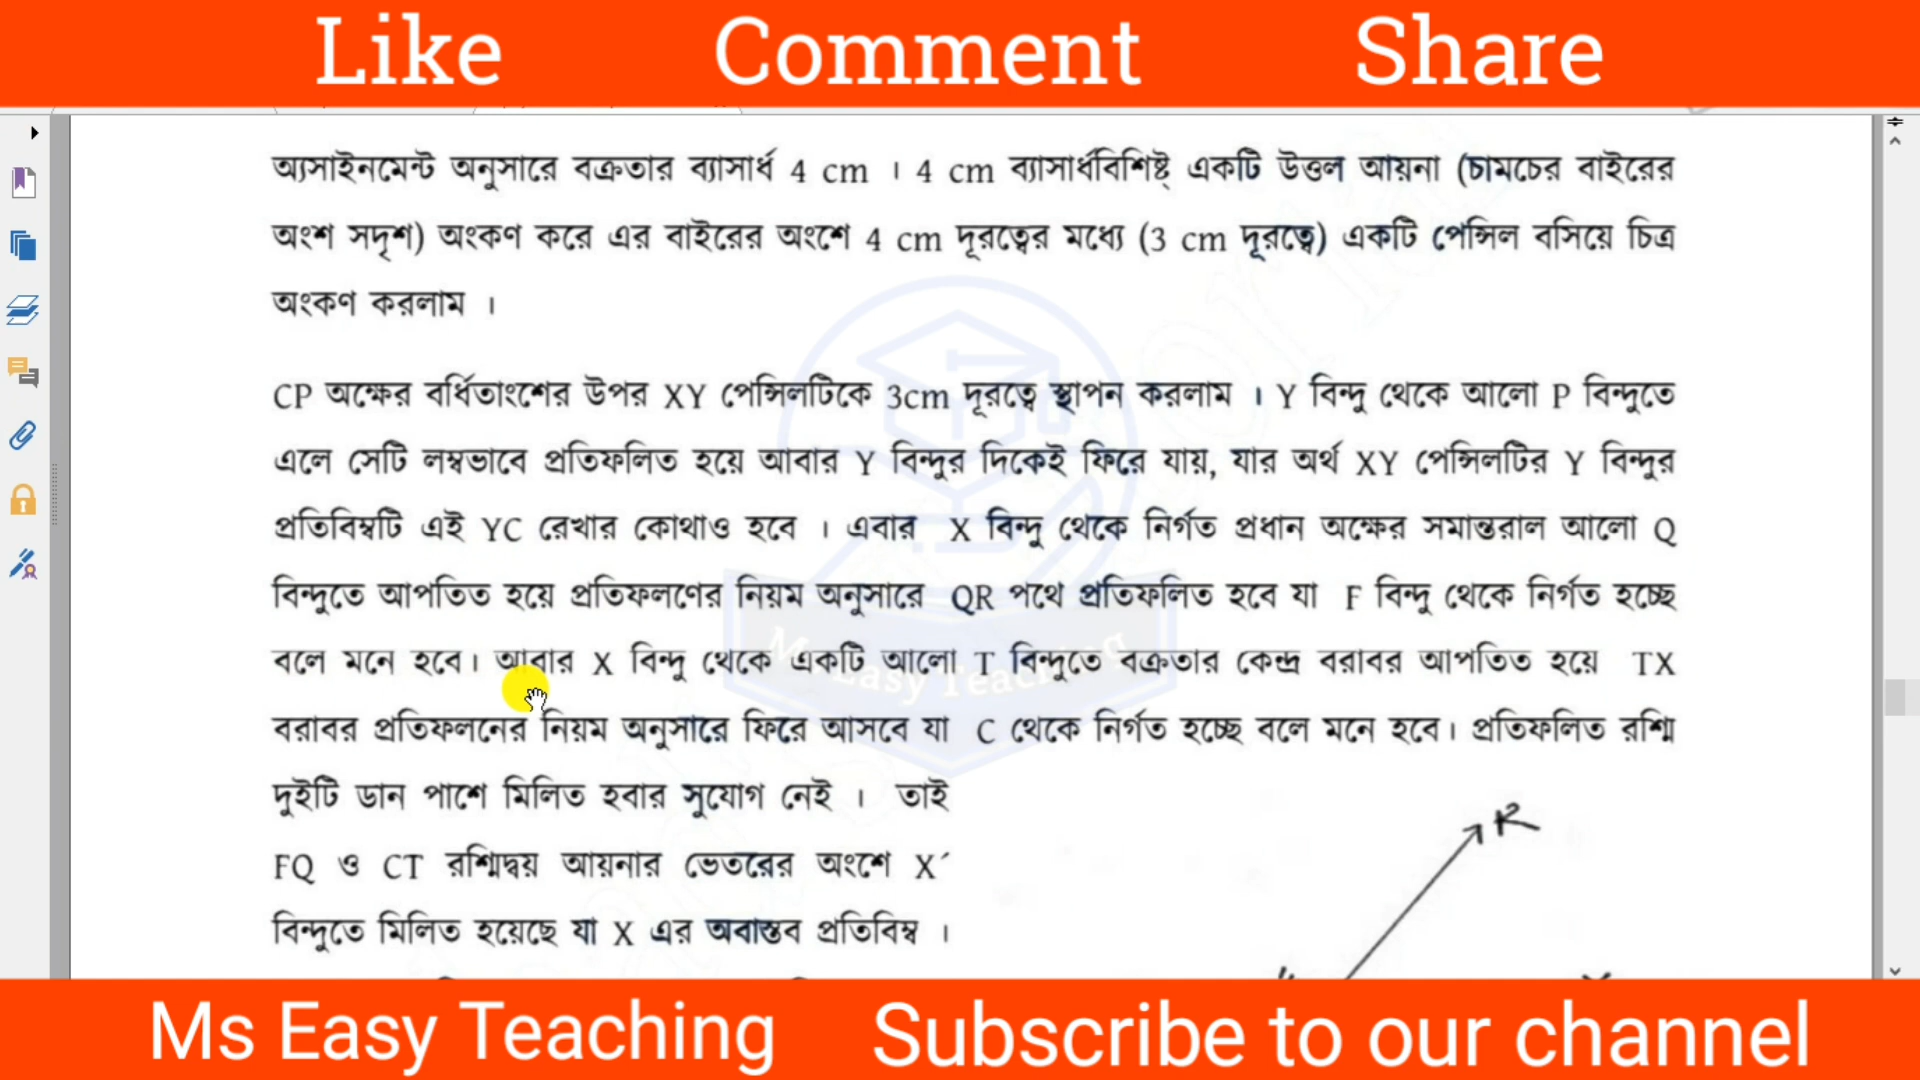 Like Comment Share
অ্যসাইনমেন্ট অনুসারে বক্রতার ব্যাসার্ধ 4 cm । 4 cm ব্যাসার্ধবিশিষ্ট একটি উত্তল আয়না (চামচের বাইরের
অংশ সদৃশ) অংকণ করে এর বাইরের অংশে 4 cm দূরত্বের মধ্যে (3 cm দূরত্বে) একটি পেন্সিল বসিয়ে চিত্র
অংকণ করলাম ।
CP অক্ষের বর্ধিতাংশের উপর XY পেন্সিলটিকে 3cm দূরত্বে স্থাপন করলাম । Y বিন্দু থেকে আলো P বিন্দুতে
এলে সেটি লম্বভাবে প্রতিফলিত হয়ে আবার Y বিন্দুর দিকেই ফিরে যায়, যার অর্থ XY পেন্সিলটির Y বিন্দুর
প্রতিবিম্বটি এই YC রেখার কোথাও হবে । এবার X বিন্দু থেকে নির্গত প্রধান অক্ষের সমান্তরাল আলো Q
বিন্দুতে আপতিত হয়ে প্রতিফলণের নিয়ম অনুসারে QR পথে প্রতিফলিত হবে যা F বিন্দু থেকে নির্গত হচ্ছে
বলে মনে হবে। আবার X বিন্দু থেকে একটি আলো T বিন্দুতে বক্রতার কেন্দ্র বরাবর আপতিত হয়ে TX
বরাবর প্রতিফলনের নিয়ম অনুসারে ফিরে আসবে যা C থেকে নির্গত হচ্ছে বলে মনে হবে। প্রতিফলিত রশ্মি
দুইটি ডান পাশে মিলিত হবার সুযোগ নেই । তাই
FQ ও CT রশ্মিদ্বয় আয়নার ভেতরের অংশে X´
বিন্দুতে মিলিত হয়েছে যা X এর অবাস্তব প্রতিবিম্ব ।
R
Ms Easy Teaching
Ms Easy Teaching Subscribe to our channel